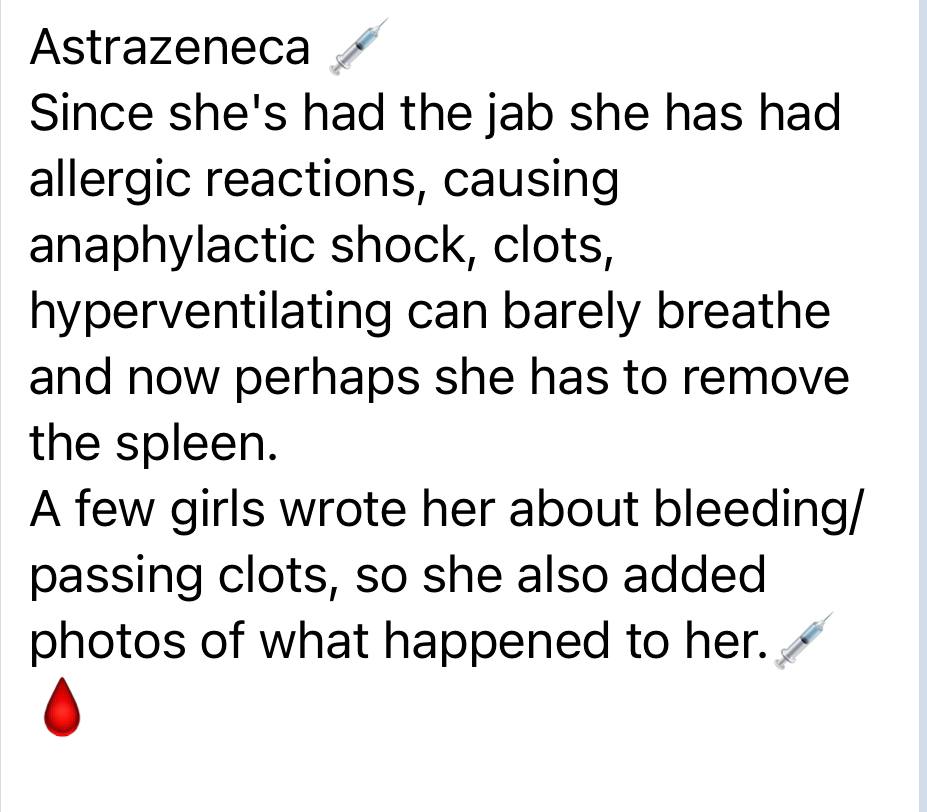 Astrazeneca 💉
Since she's had the jab she has had
allergic reactions, causing
anaphylactic shock, clots,
hyperventilating can barely breathe
and now perhaps she has to remove
the spleen.
A few girls wrote her about bleeding/
passing clots, so she also added
photos of what happened to her.💉
🩸